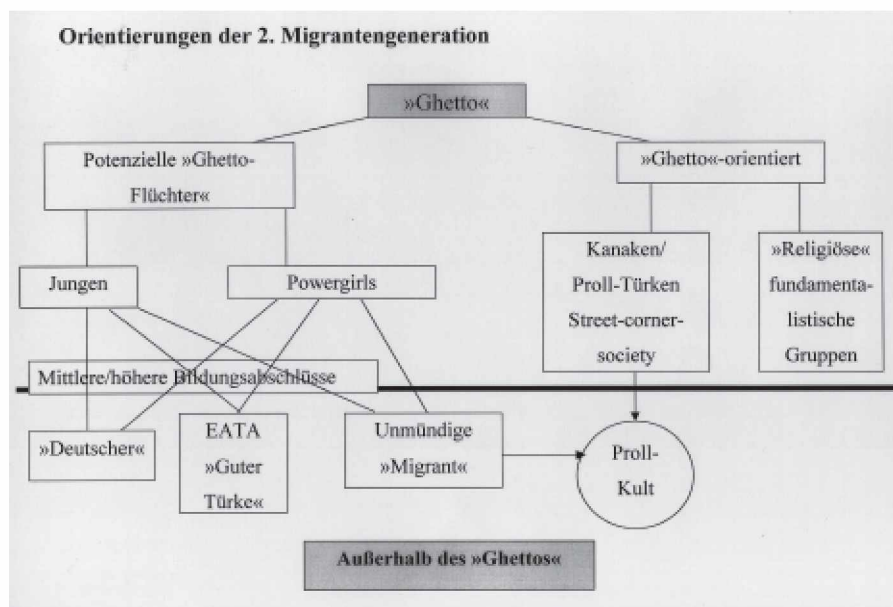 Orientierungen der 2. Migrantengeneration
»Ghetto«
Potenzielle »Ghetto-
Flüchter«
»Ghetto«-orientiert
Kanaken/
Proll-Türken
Street-corner-
society
»Religiöse«
fundamenta-
listische
Gruppen
Jungen
Powergirls
Mittlere/höhere Bildungsabschlüsse
»Deutscher«
EATA
»Guter
Türke«
Unmündige
»Migrant«
Proll-
Kult
Außerhalb des »Ghettos«